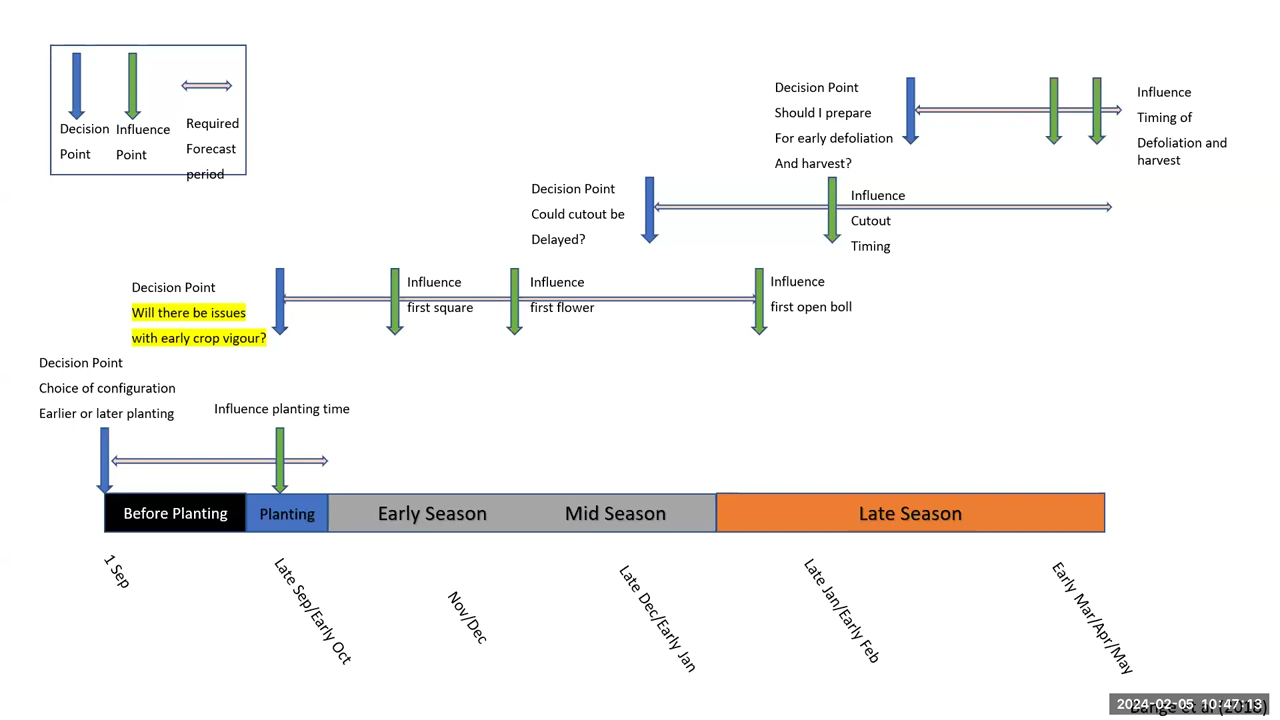 Decision
Point
Influence
Point
Required
Forecast
period
Decision Point
Should I prepare
For early defoliation
And harvest?
Influence
Timing of
Defoliation and
harvest
Decision Point
Could cutout be
Delayed?
Influence
Cutout
Timing
Decision Point
Will there be issues
with early crop vigour?
Influence
first square
Influence
first flower
Influence
first open boll
Decision Point
Choice of configuration
Earlier or later planting
Influence planting time
Before Planting
Planting
Early Season
Mid Season
Late Season
1 Sep
Late Sep/Early Oct
Nov/Dec
Late Dec/Early Jan
Late Jan/Early Feb
Early Mar/Apr/May
2024-02-05 10:47:13